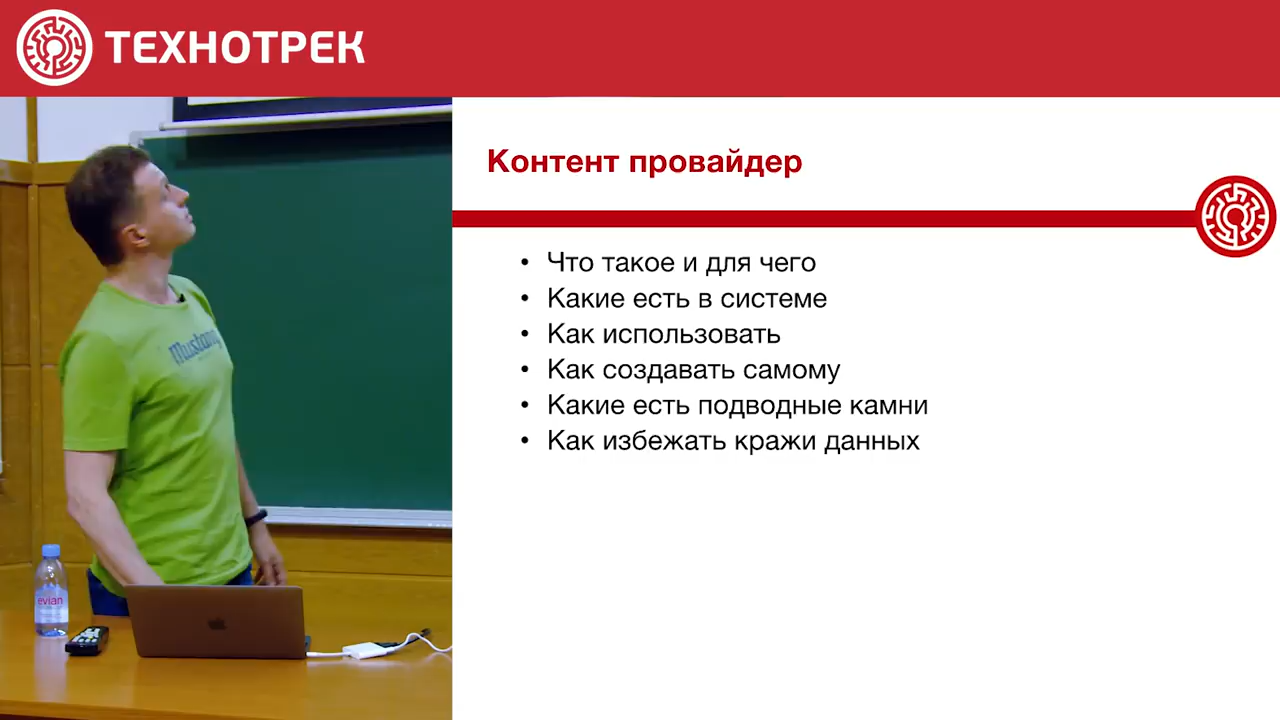 ТЕХНОТРЕК
Контент провайдер
• Что такое и для чего
• Какие есть в системе
• Как использовать
• Как создавать самому
• Какие есть подводные камни
• Как избежать кражи данных
Mustang
evian